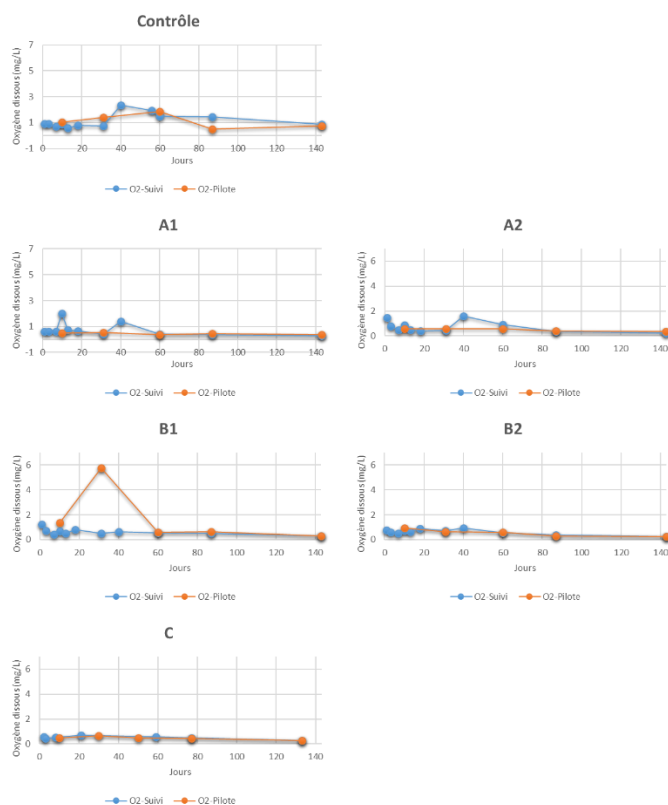 Contrôle
Oxygène dissous (mg/L)
7
5
3
1
-1
0 20 40 60 80 100 120 140
Jours
O2-Suivi O2-Pilote
A1
Oxygène dissous (mg/L)
7
5
3
1
-1
0 20 40 60 80 100 120 140
Jours
O2-Suivi O2-Pilote
A2
Oxygène dissous (mg/L)
6
4
2
0
0 20 40 60 80 100 120 140
Jours
O2-Suivi O2-Pilote
B1
Oxygène dissous (mg/L)
6
4
2
0
0 20 40 60 80 100 120 140
Jours
O2-Suivi O2-Pilote
B2
Oxygène dissous (mg/L)
6
4
2
0
0 20 40 60 80 100 120 140
Jours
O2-Suivi O2-Pilote
C
Oxygène dissous (mg/L)
6
4
2
0
0 20 40 60 80 100 120 140
Jours
O2-Suivi O2-Pilote